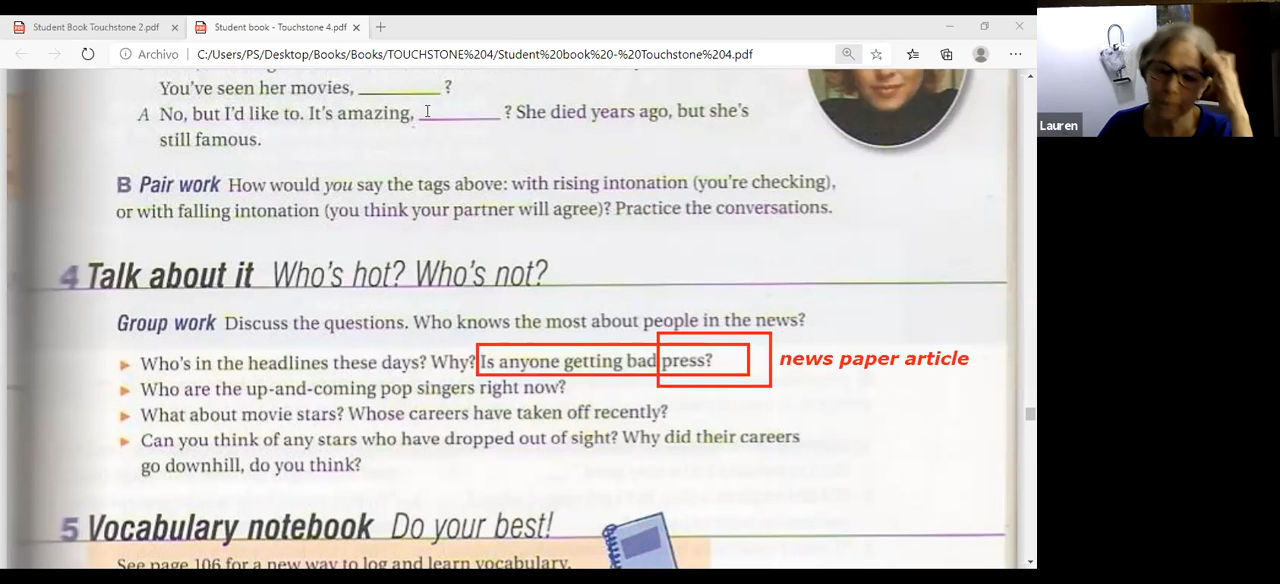 Student Book Touchstone 2.pdf
Student book - Touchstone 4.pdf
Archivo
C:/Users/PS/Desktop/Books/Books/TOUCHSTONE%204/Student%20book%20-%20Touchstone%204.pdf
You've seen her movies, ________ ?
A No, but I'd like to. It's amazing, ________ ? She died years ago, but she's
still famous.
Lauren
B Pair work How would you say the tags above: with rising intonation (you're checking),
or with falling intonation (you think your partner will agree)? Practice the conversations.
4 Talk about it Who's hot? Who's not?
Group work Discuss the questions. Who knows the most about people in the news?
Who's in the headlines these days? Why? Is anyone getting bad press?
news paper article
Who are the up-and-coming pop singers right now?
What about movie stars? Whose careers have taken off recently?
Can you think of any stars who have dropped out of sight? Why did their careers
go downhill, do you think?
5 Vocabulary notebook Do your best!
See page 106 for a new way to log and learn vocabulary.